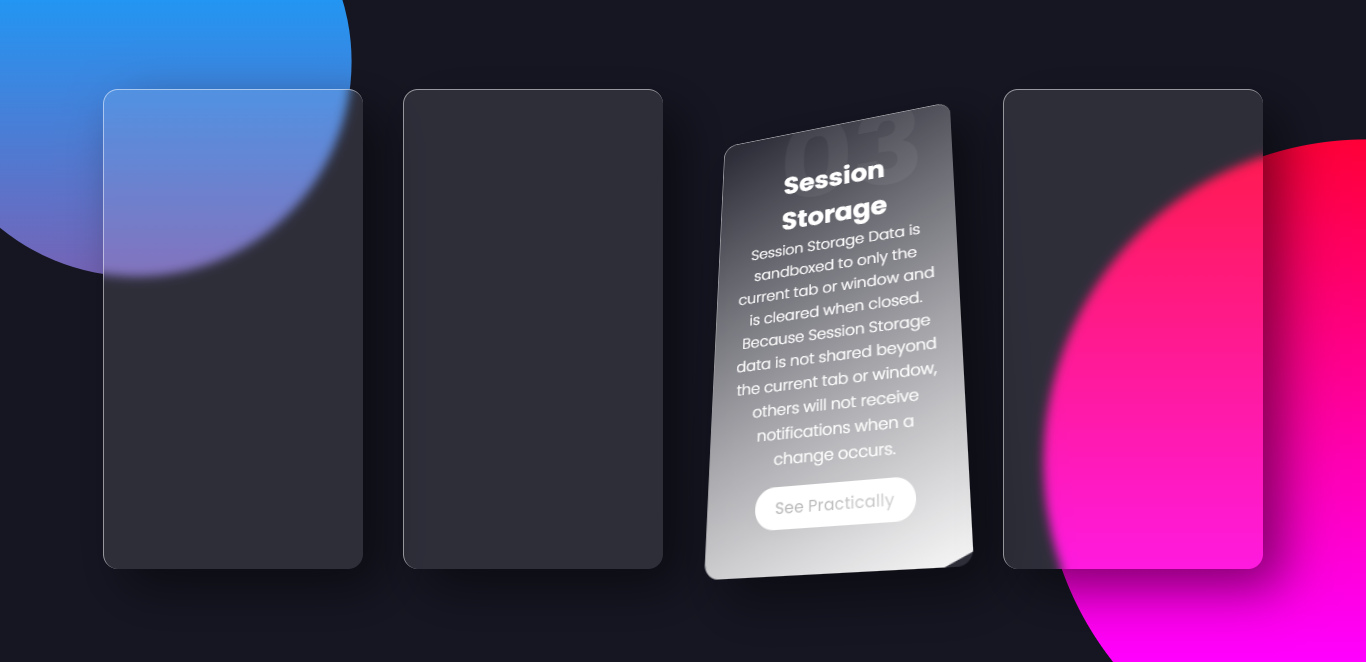 03
Session
Storage
Session Storage Data is
sandboxed to only the
current tab or window and
is cleared when closed.
Because Session Storage
data is not shared beyond
the current tab or window,
others will not receive
notifications when a
change occurs.
See Practically